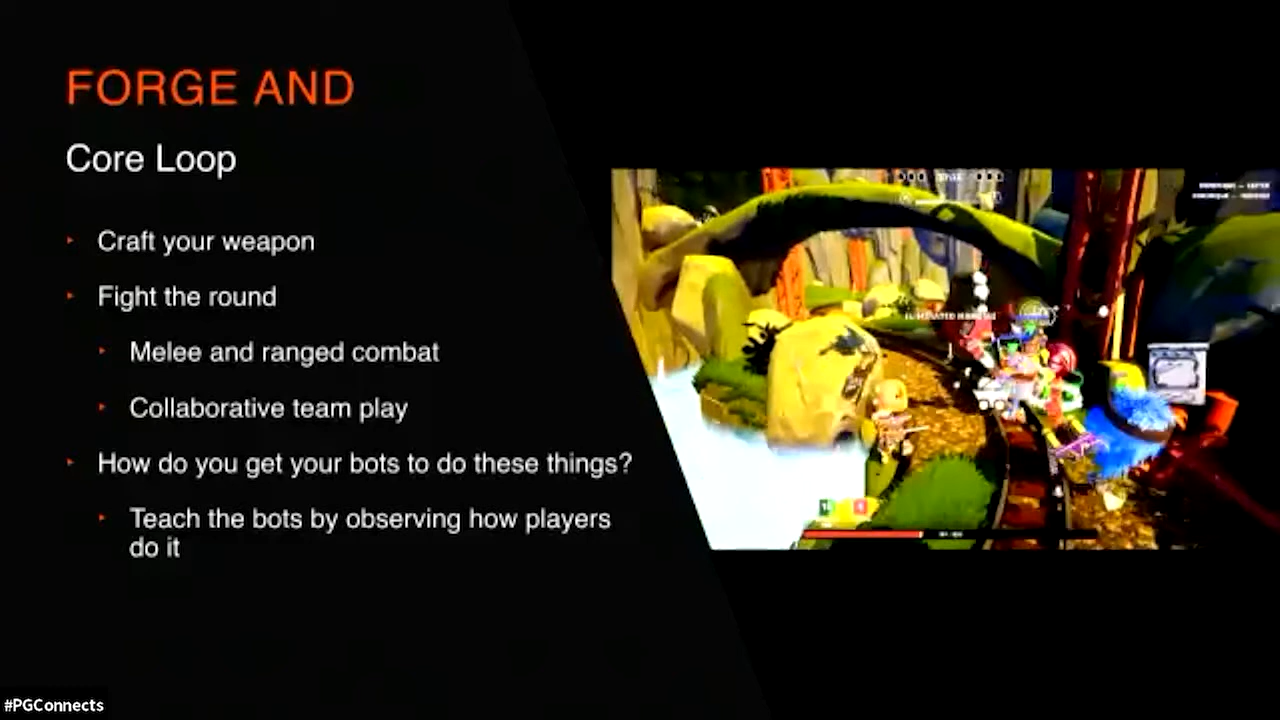 FORGE AND
Core Loop
Craft your weapon
Fight the round
Melee and ranged combat
Collaborative team play
How do you get your bots to do these things?
Teach the bots by observing how players
do it
#PGConnects